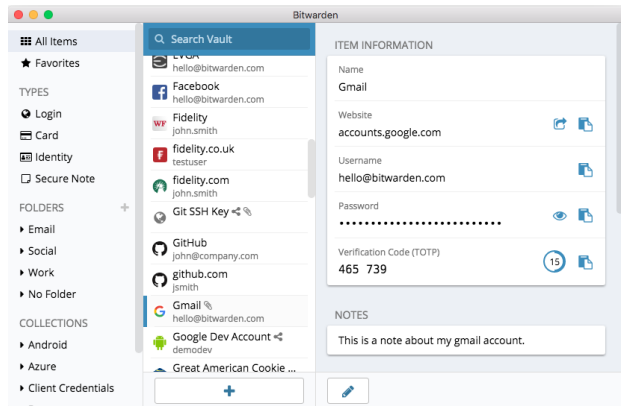 Bitwarden
All Items
Favorites
TYPES
Login
Card
Identity
Secure Note
FOLDERS
Email
Social
Work
No Folder
COLLECTIONS
Android
Azure
Client Credentials
Search Vault
EVGA
hello@bitwarden.com
Facebook
hello@bitwarden.com
WF Fidelity
john.smith
fidelity.co.uk
testuser
fidelity.com
john.smith
Git SSH Key
GitHub
john@company.com
github.com
jsmith
Gmail
hello@bitwarden.com
Google Dev Account
demodev
Great American Cookie ...
ITEM INFORMATION
Name
Gmail
Website
accounts.google.com
Username
hello@bitwarden.com
Password
Verification Code (TOTP)
465 739
15
NOTES
This is a note about my gmail account.